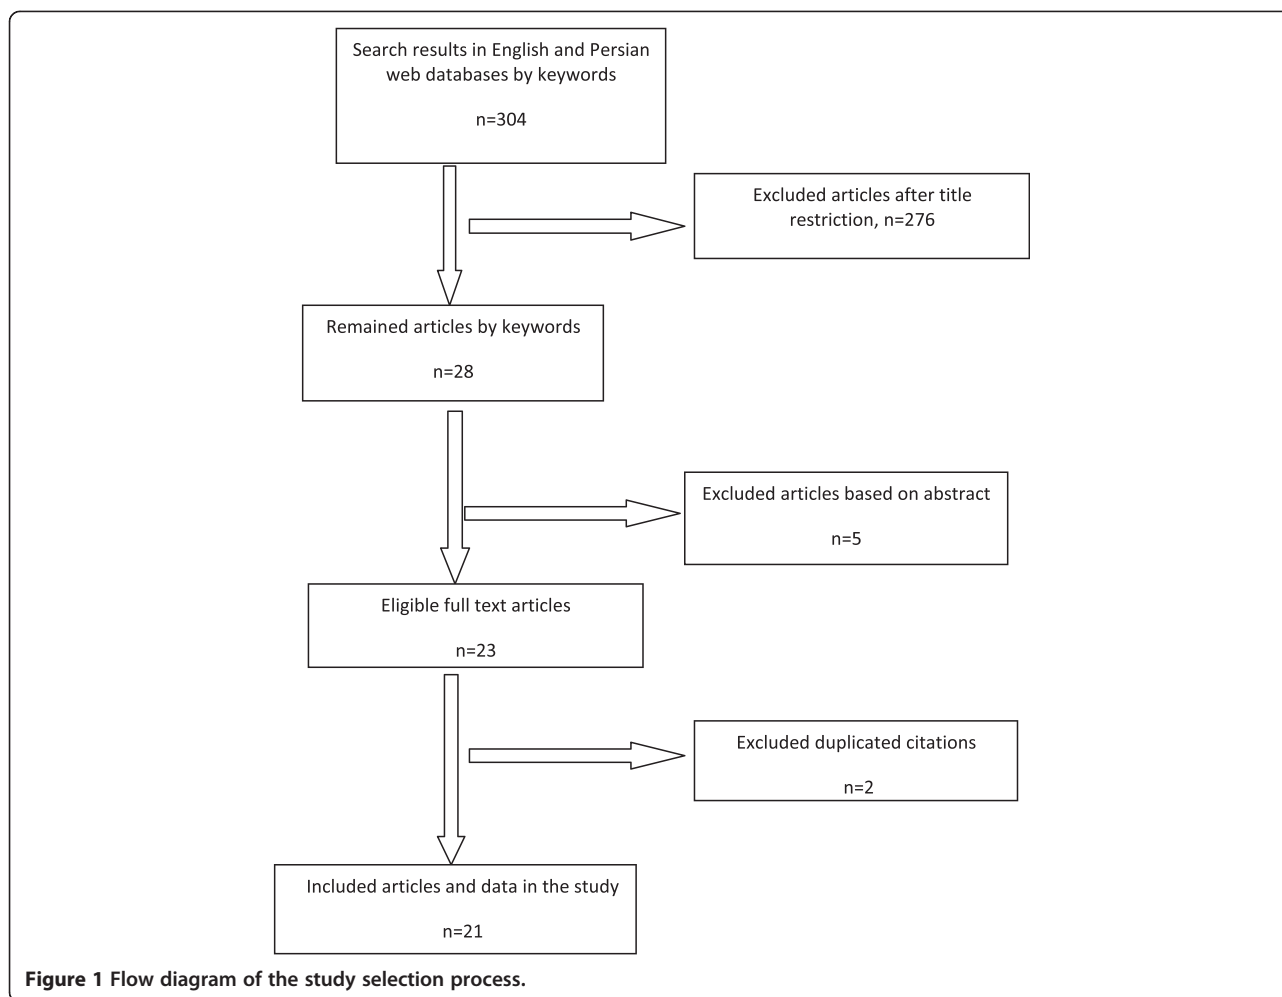 Search results in English and Persian
web databases by keywords
n=304
Excluded articles after title
restriction, n=276
Remained articles by keywords
n=28
Excluded articles based on abstract
n=5
Eligible full text articles
n=23
Excluded duplicated citations
n=2
Included articles and data in the study
n=21
Figure 1 Flow diagram of the study selection process.